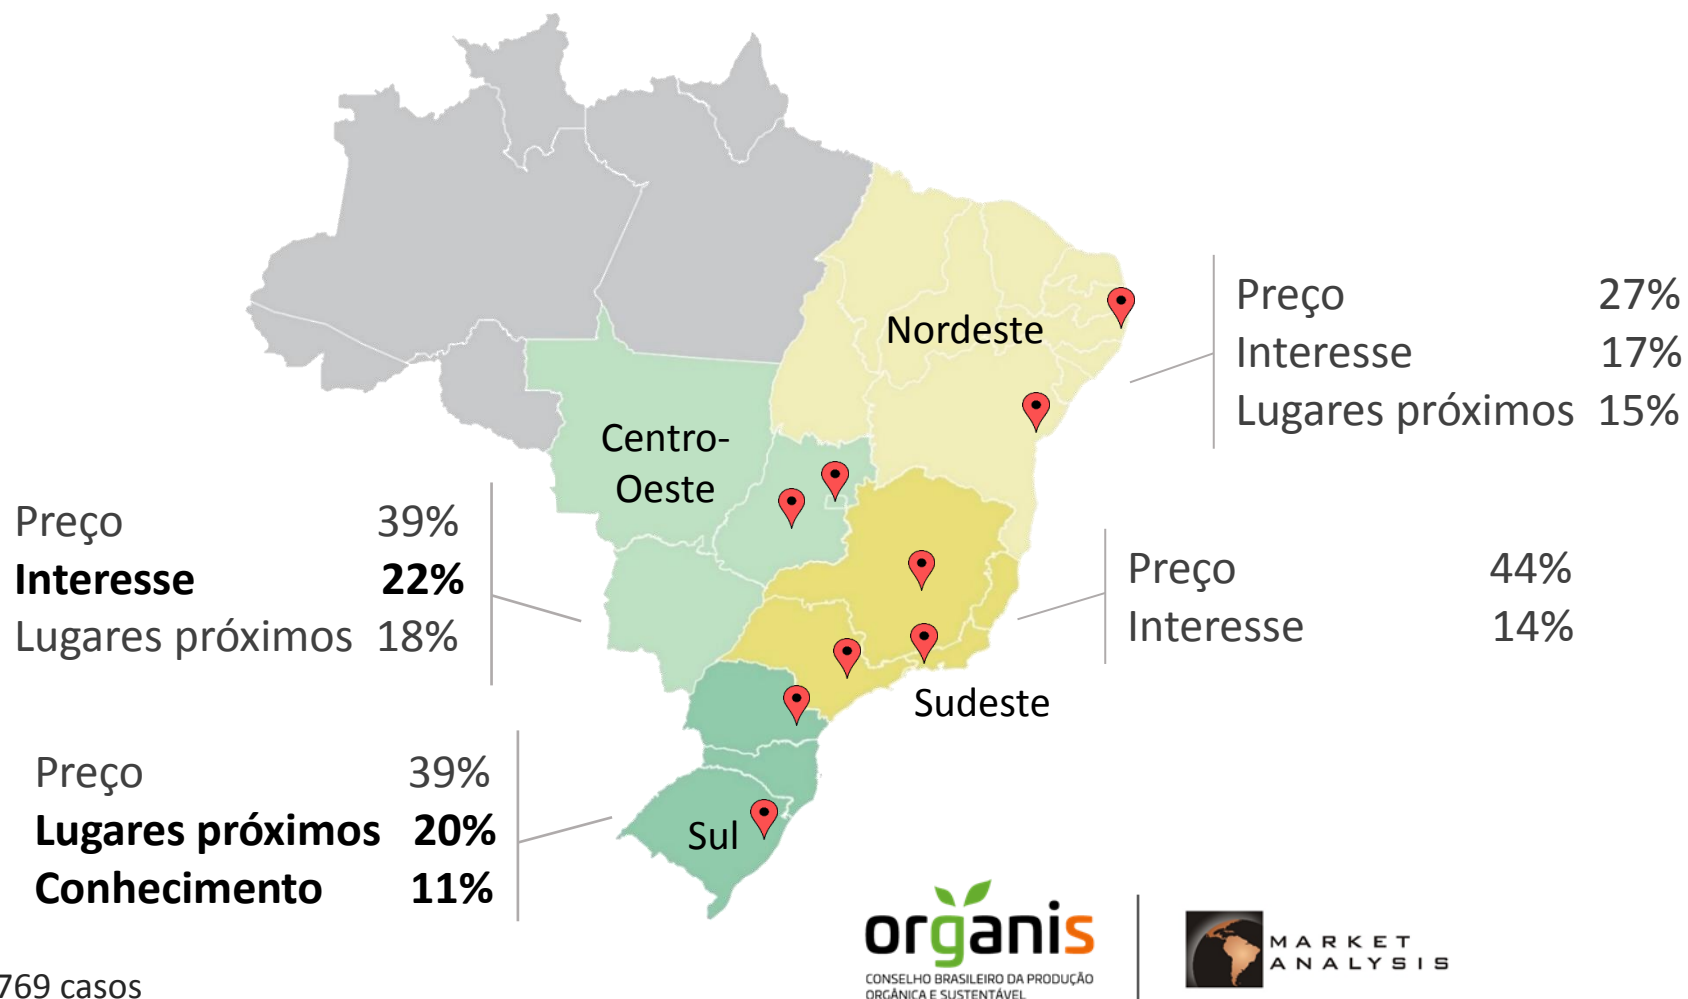 Nordeste
Preço 27%
Interesse 17%
Lugares próximos 15%
Centro-
Oeste
Preço 39%
Interesse 22%
Lugares próximos 18%
Preço 44%
Interesse 14%
Sudeste
Preço 39%
Lugares próximos 20%
Conhecimento 11%
Sul
organis
CONSELHO BRASILEIRO DA PRODUÇÃO
ORGÂNICA E SUSTENTÁVEL
MARKET
ANALYSIS
769 casos